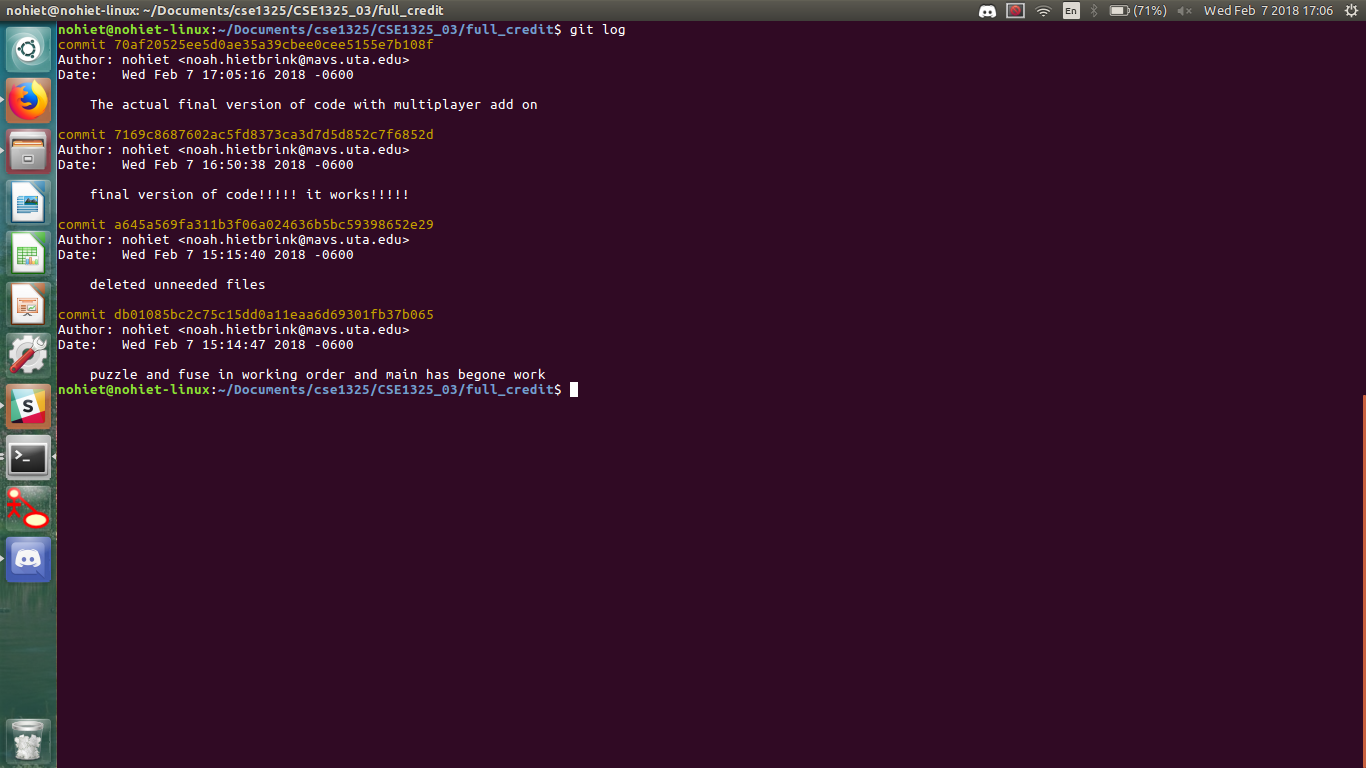 nohiet@nohiet-linux: ~/Documents/cse1325/CSE1325_03/full_credit
En
(71%)
Wed Feb 7 2018 17:06
nohiet@nohiet-linux:~/Documents/cse1325/CSE1325_03/full_credit$ git log
commit 70af20525ee5d0ae35a39cbee0cee5155e7b108f
Author: nohiet <noah.hietbrink@mavs.uta.edu>
Date:   Wed Feb 7 17:05:16 2018 -0600
The actual final version of code with multiplayer add on
commit 7169c8687602ac5fd8373ca3d7d5d852c7f6852d
Author: nohiet <noah.hietbrink@mavs.uta.edu>
Date:   Wed Feb 7 16:50:38 2018 -0600
final version of code!!!!! it works!!!!!
commit a645a569fa311b3f06a024636b5bc59398652e29
Author: nohiet <noah.hietbrink@mavs.uta.edu>
Date:   Wed Feb 7 15:15:40 2018 -0600
deleted unneeded files
commit db01085bc2c75c15dd0a11eaa6d69301fb37b065
Author: nohiet <noah.hietbrink@mavs.uta.edu>
Date:   Wed Feb 7 15:14:47 2018 -0600
puzzle and fuse in working order and main has begone work
nohiet@nohiet-linux:~/Documents/cse1325/CSE1325_03/full_credit$